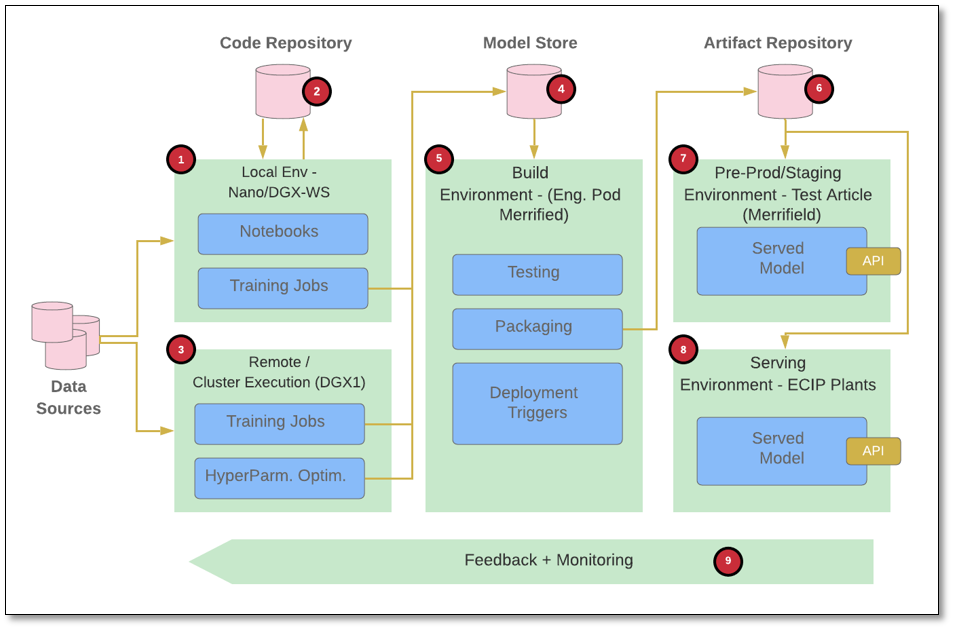 Code Repository
Model Store
Artifact Repository
2
4
6
1
Local Env -
Nano/DGX-WS
Notebooks
Training Jobs
5
Build
Environment - (Eng. Pod
Merrified)
Testing
Packaging
Deployment
Triggers
7
Pre-Prod/Staging
Environment - Test Article
(Merrifield)
Served
Model
API
Data
Sources
3
Remote /
Cluster Execution (DGX1)
Training Jobs
HyperParm. Optim.
8
Serving
Environment - ECIP Plants
Served
Model
API
Feedback + Monitoring
9